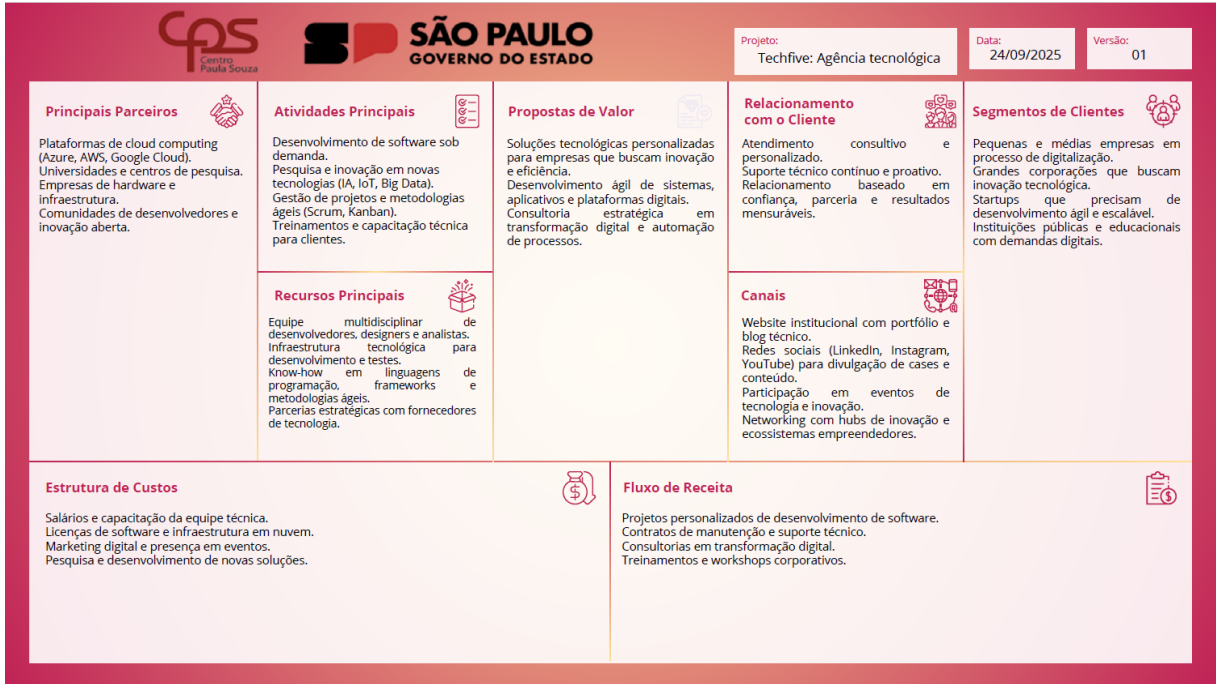 CPS
Centro
Paula Souza
SP
SÃO PAULO
GOVERNO DO ESTADO
Projeto:
Techfive: Agência tecnológica
Data:
24/09/2025
Versão:
01
Principais Parceiros
Plataformas de cloud computing
(Azure, AWS, Google Cloud).
Universidades e centros de pesquisa.
Empresas de hardware e
infraestrutura.
Comunidades de desenvolvedores e
inovação aberta.
Atividades Principais
Desenvolvimento de software sob
demanda.
Pesquisa e inovação em novas
tecnologias (IA, IoT, Big Data).
Gestão de projetos e metodologias
ágeis (Scrum, Kanban).
Treinamentos e capacitação técnica
para clientes.
Recursos Principais
Equipe multidisciplinar de
desenvolvedores, designers e analistas.
Infraestrutura tecnológica para
desenvolvimento e testes.
Know-how em linguagens de
programação, frameworks e
metodologias ágeis.
Parcerias estratégicas com fornecedores
de tecnologia.
Propostas de Valor
Soluções tecnológicas personalizadas
para empresas que buscam inovação
e eficiência.
Desenvolvimento ágil de sistemas,
aplicativos e plataformas digitais.
Consultoria estratégica em
transformação digital e automação
de processos.
Relacionamento
com o Cliente
Atendimento consultivo e
personalizado.
Suporte técnico contínuo e proativo.
Relacionamento baseado em
confiança, parceria e resultados
mensuráveis.
Canais
Website institucional com portfólio e
blog técnico.
Redes sociais (LinkedIn, Instagram,
YouTube) para divulgação de cases e
conteúdo.
Participação em eventos de
tecnologia e inovação.
Networking com hubs de inovação e
ecossistemas empreendedores.
Segmentos de Clientes
Pequenas e médias empresas em
processo de digitalização.
Grandes corporações que buscam
inovação tecnológica.
Startups que precisam de
desenvolvimento ágil e escalável.
Instituições públicas e educacionais
com demandas digitais.
Estrutura de Custos
Salários e capacitação da equipe técnica.
Licenças de software e infraestrutura em nuvem.
Marketing digital e presença em eventos.
Pesquisa e desenvolvimento de novas soluções.
Fluxo de Receita
Projetos personalizados de desenvolvimento de software.
Contratos de manutenção e suporte técnico.
Consultorias em transformação digital.
Treinamentos e workshops corporativos.